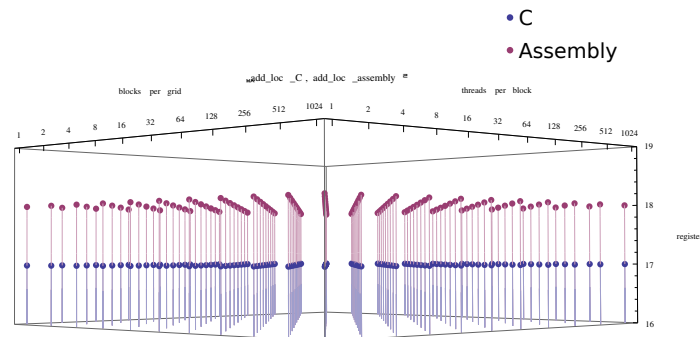 C
Assembly
add_loc _C , add_loc _assembly
blocks per grid
threads per block
1 2 4 8 16 32 64 128 256 512 1024
1 2 4 8 16 32 64 128 256 512 1024
19
18
registe
17
16